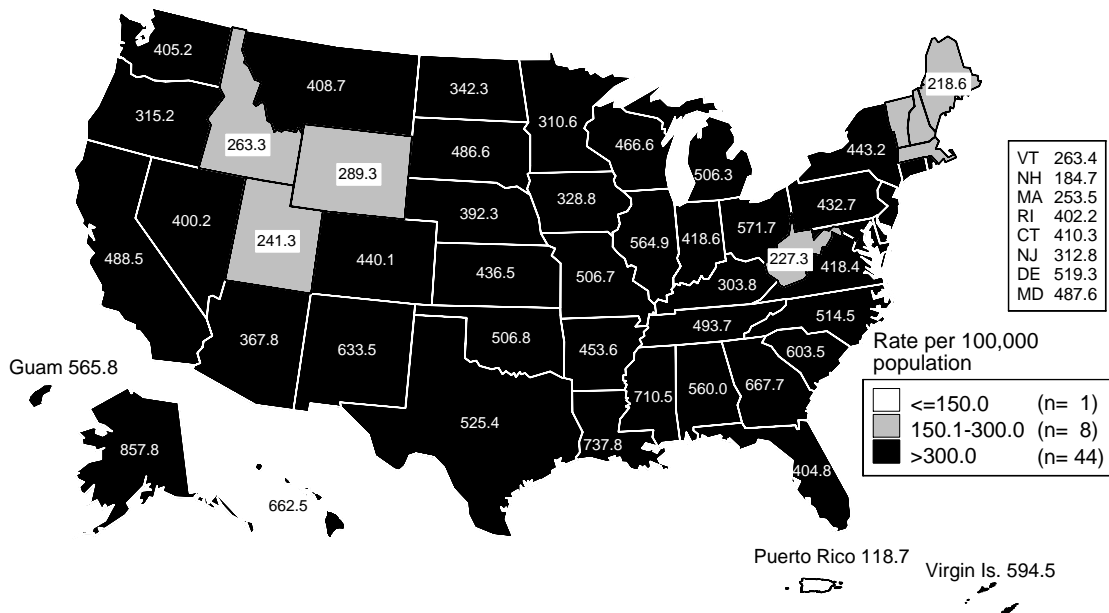 405.2
408.7
342.3
310.6
218.6
315.2
263.3
486.6
466.6
506.3
443.2
289.3
VT 263.4
NH 184.7
MA 253.5
RI 402.2
CT 410.3
NJ 312.8
DE 519.3
MD 487.6
392.3
328.8
432.7
400.2
241.3
571.7
564.9
418.6
488.5
440.1
436.5
506.7
227.3
418.4
303.8
367.8
633.5
506.8
453.6
493.7
514.5
603.5
Guam 565.8
710.5
560.0
667.7
525.4
737.8
404.8
857.8
662.5
Rate per 100,000
population
<=150.0 (n= 1)
150.1-300.0 (n= 8)
>300.0 (n= 44)
Puerto Rico 118.7
Virgin Is. 594.5